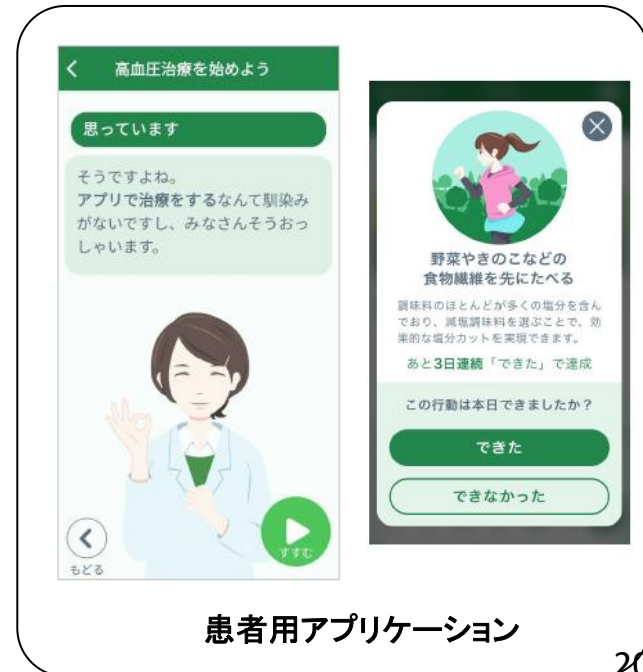 高血圧治療を始めよう
思っています
そうですよね。
アプリで治療をするなんて馴染み
がないですし、みなさんそうおっ
しゃいます。
もどる
すすむ
野菜やきのこなどの
食物繊維を先にたべる
調味料のほとんどが多くの塩分を含ん
でおり、減塩調味料を選ぶことで、効
果的な塩分カットを実現できます。
あと3日連続「できた」で達成
この行動は本日できましたか？
できた
できなかった
患者用アプリケーション
20